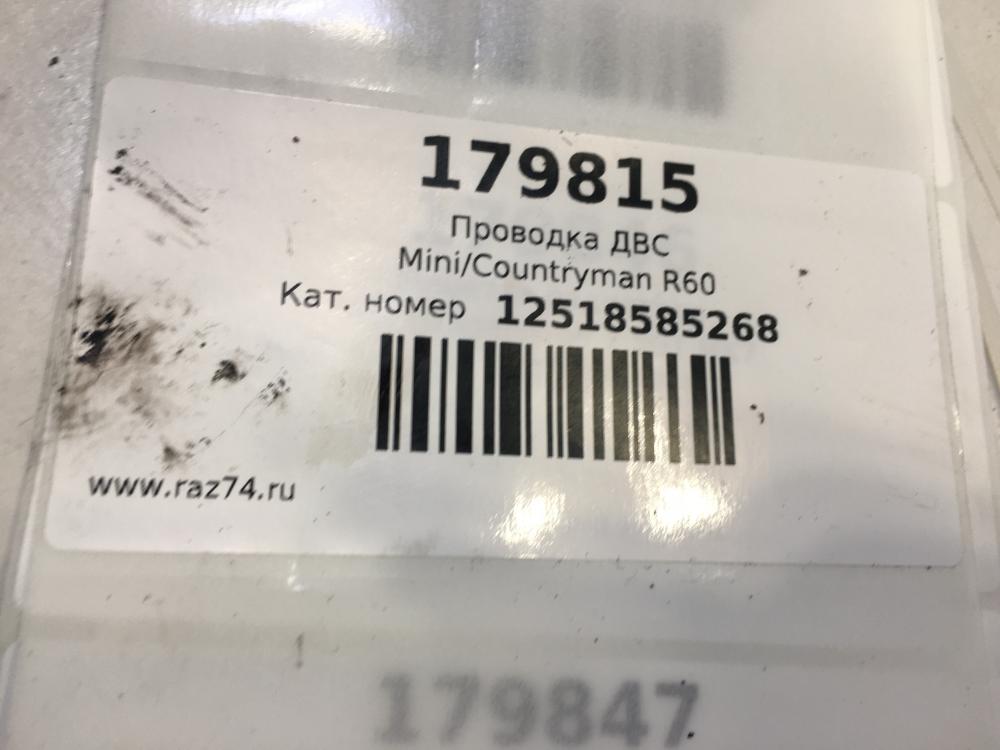 179815
Проводка ДВС
Mini/Countryman R60
Кат. номер 12518585268
www.raz74.ru
179847